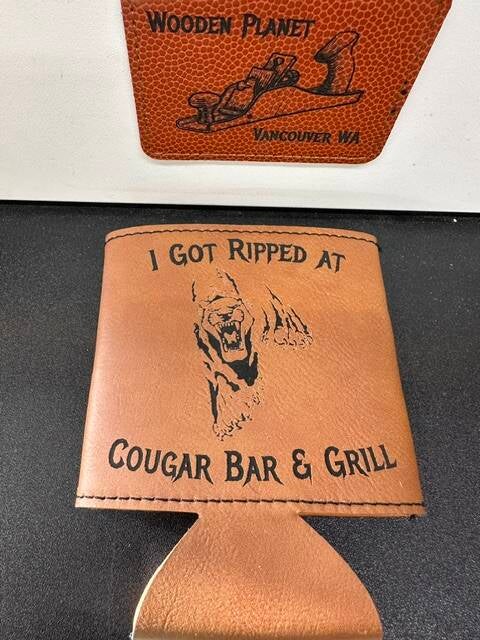 WOODEN PLANET
VANCOUVER WA
I GOT RIPPED AT
COUGAR BAR & GRILL